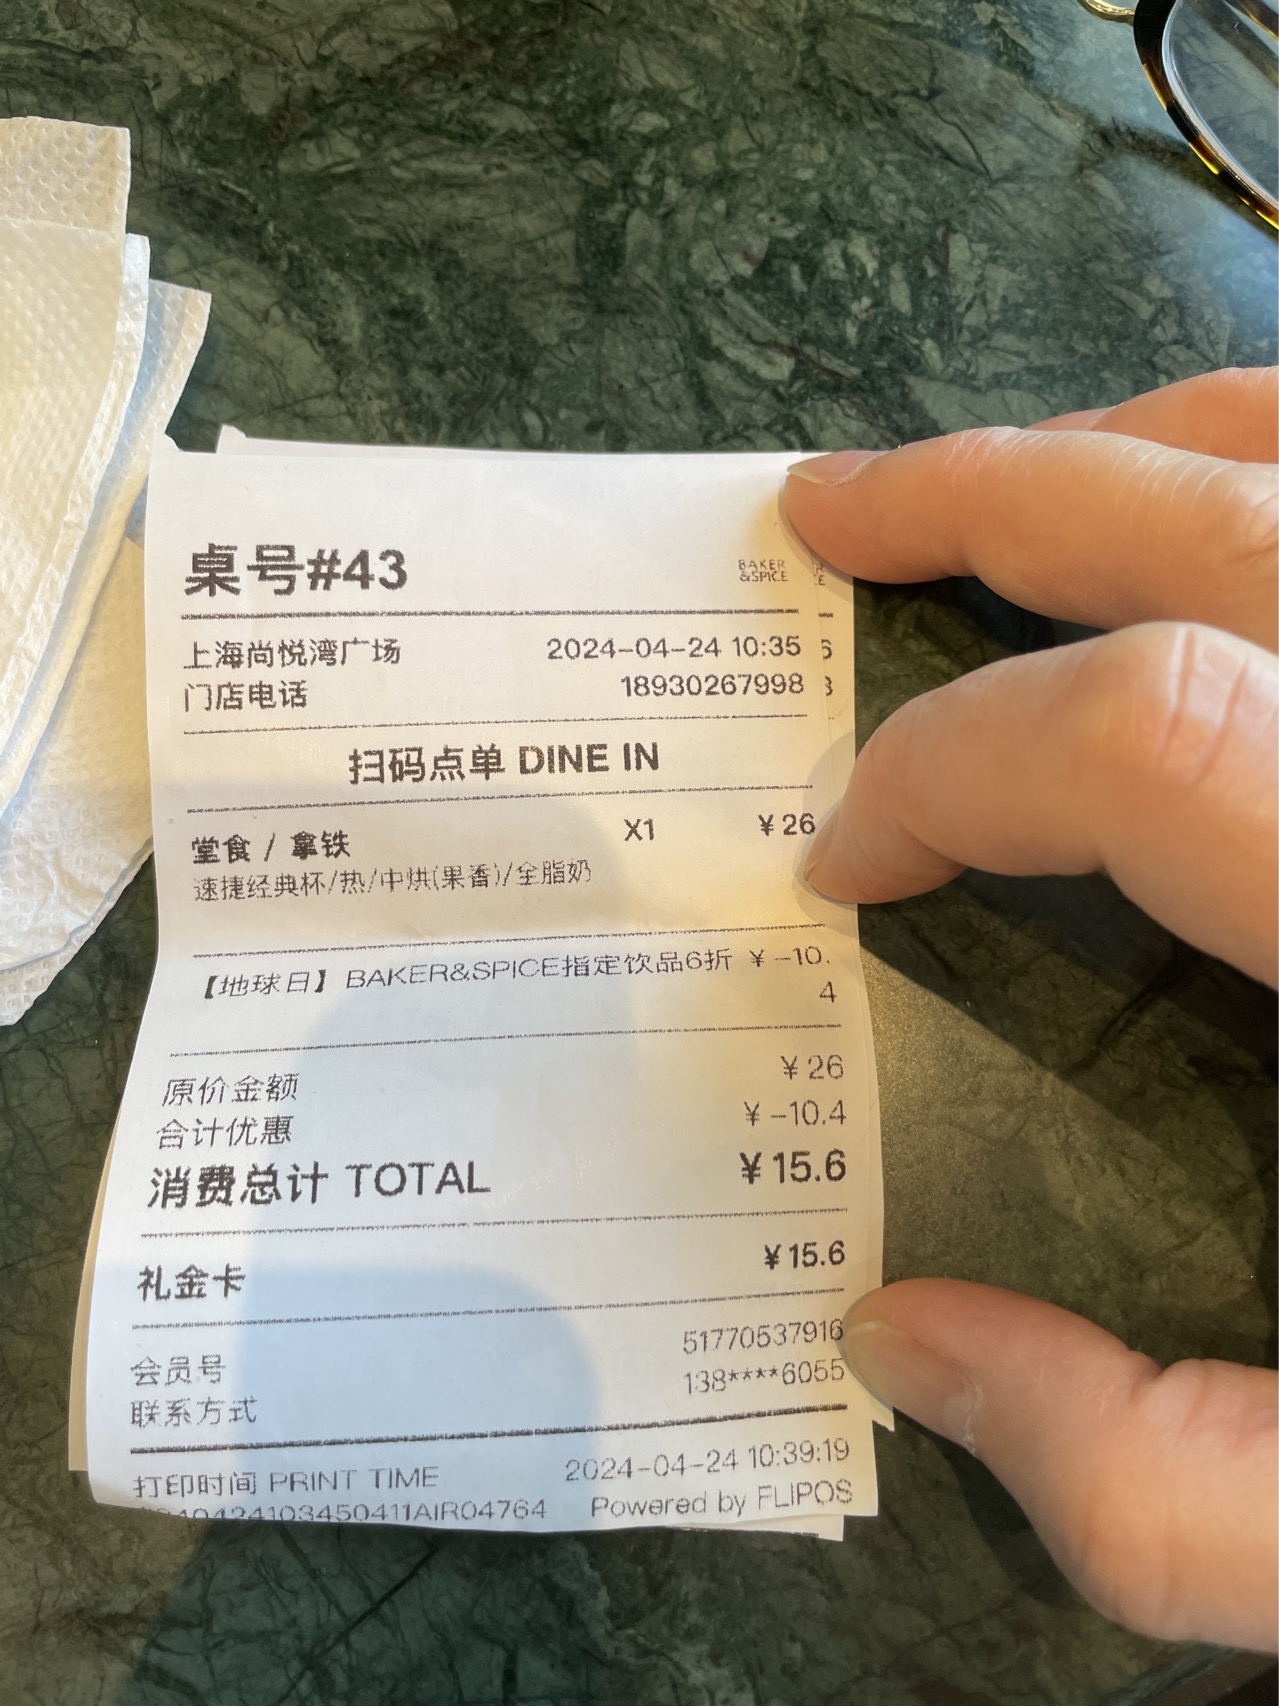 桌号#43
BAKER
&SPICE
上海尚悦湾广场 2024-04-24 10:35
门店电话 18930267998
扫码点单 DINE IN
堂食 / 拿铁 X1 ¥26
速捷经典杯/热/中烘(果香)/全脂奶
【地球日】BAKER&SPICE指定饮品6折 ¥-10.
4
原价金额 ¥26
合计优惠 ¥-10.4
消费总计 TOTAL ¥15.6
礼金卡 ¥15.6
会员号 51770537916
联系方式 138****6055
打印时间 PRINT TIME 2024-04-24 10:39:19
Powered by FLIPOS